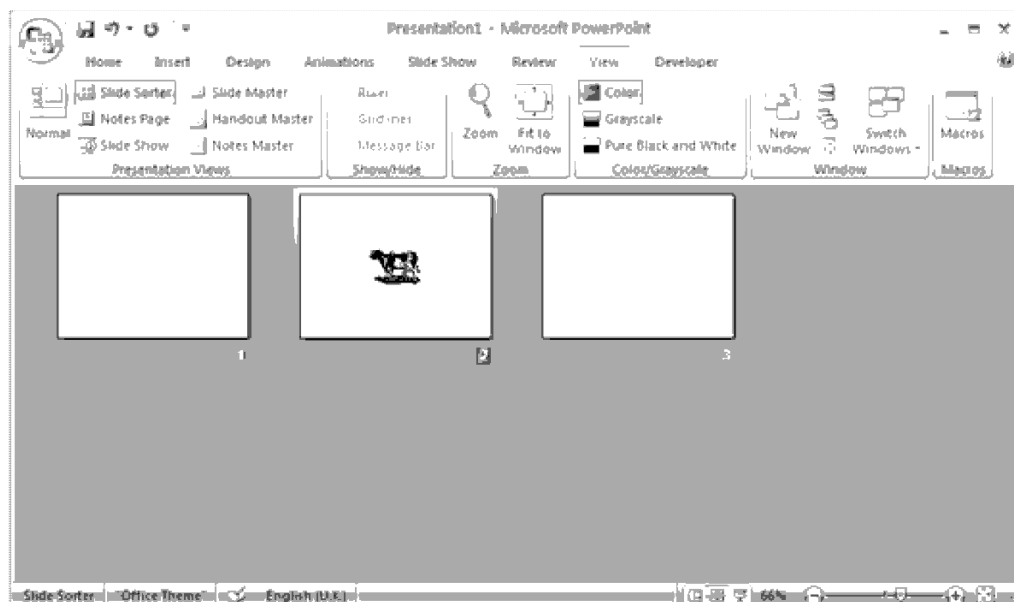 Presentation1 - Microsoft PowerPoint
Home Insert Design Animations Slide Show Review View Developer
Normal
Slide Sorter
Notes Page
Slide Show
Slide Master
Handout Master
Notes Master
Presentation Views
Ruler
Gridlines
Message Bar
Show/Hide
Zoom
Fit to
Window
Zoom
Color
Grayscale
Pure Black and White
Color/Grayscale
New
Window
Switch
Windows
Window
Macros
Macros
1 2 3
Slide Sorter "Office Theme" English (U.K.) 66%